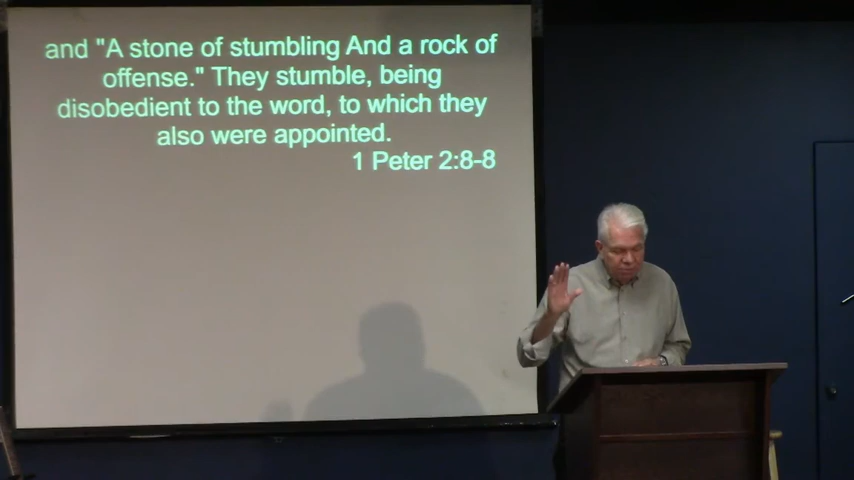 and "A stone of stumbling And a rock of
offense." They stumble, being
disobedient to the word, to which they
also were appointed.
1 Peter 2:8-8